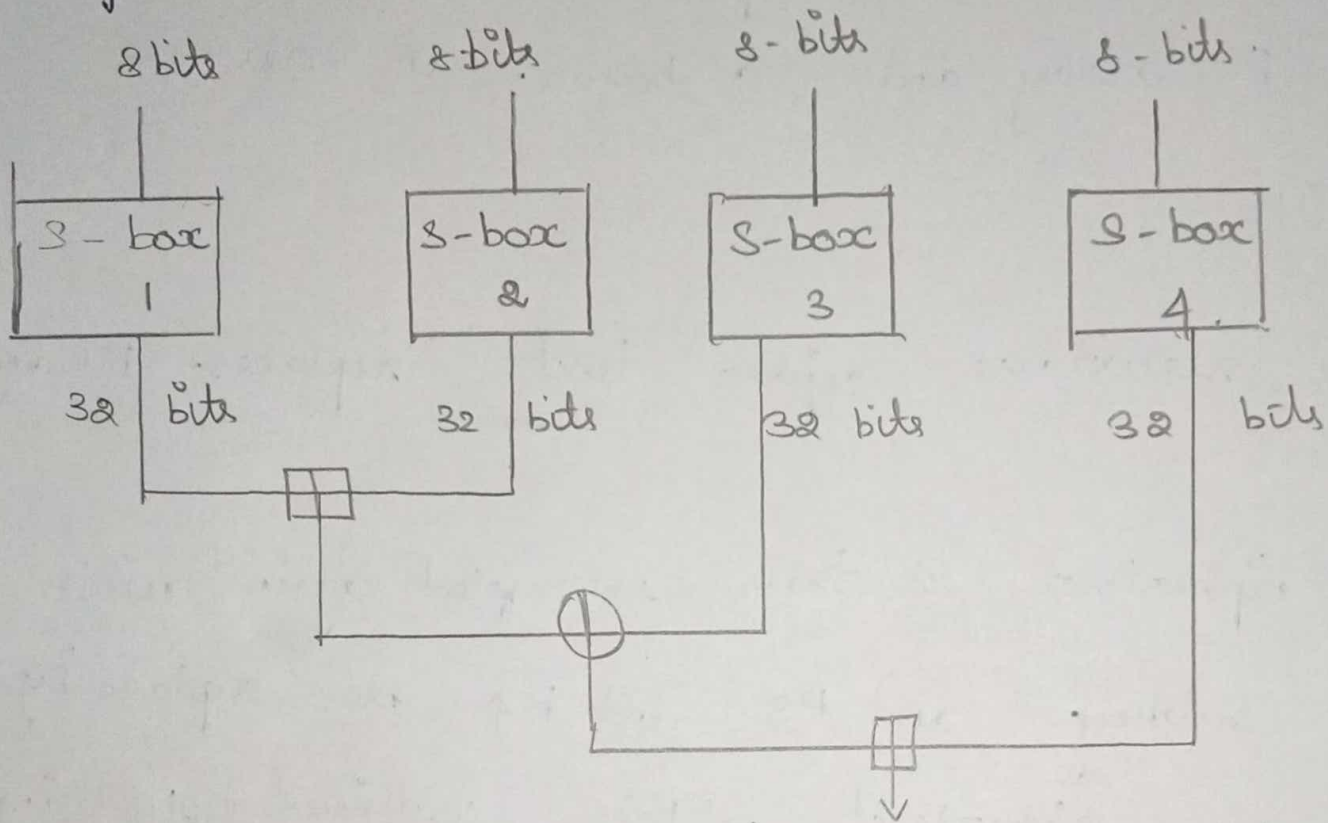 8 bits 8-bits 8-bits 8-bits
S-box S-box S-box S-box
1 2 3 4
32 bits 32 bits 32 bits 32 bits